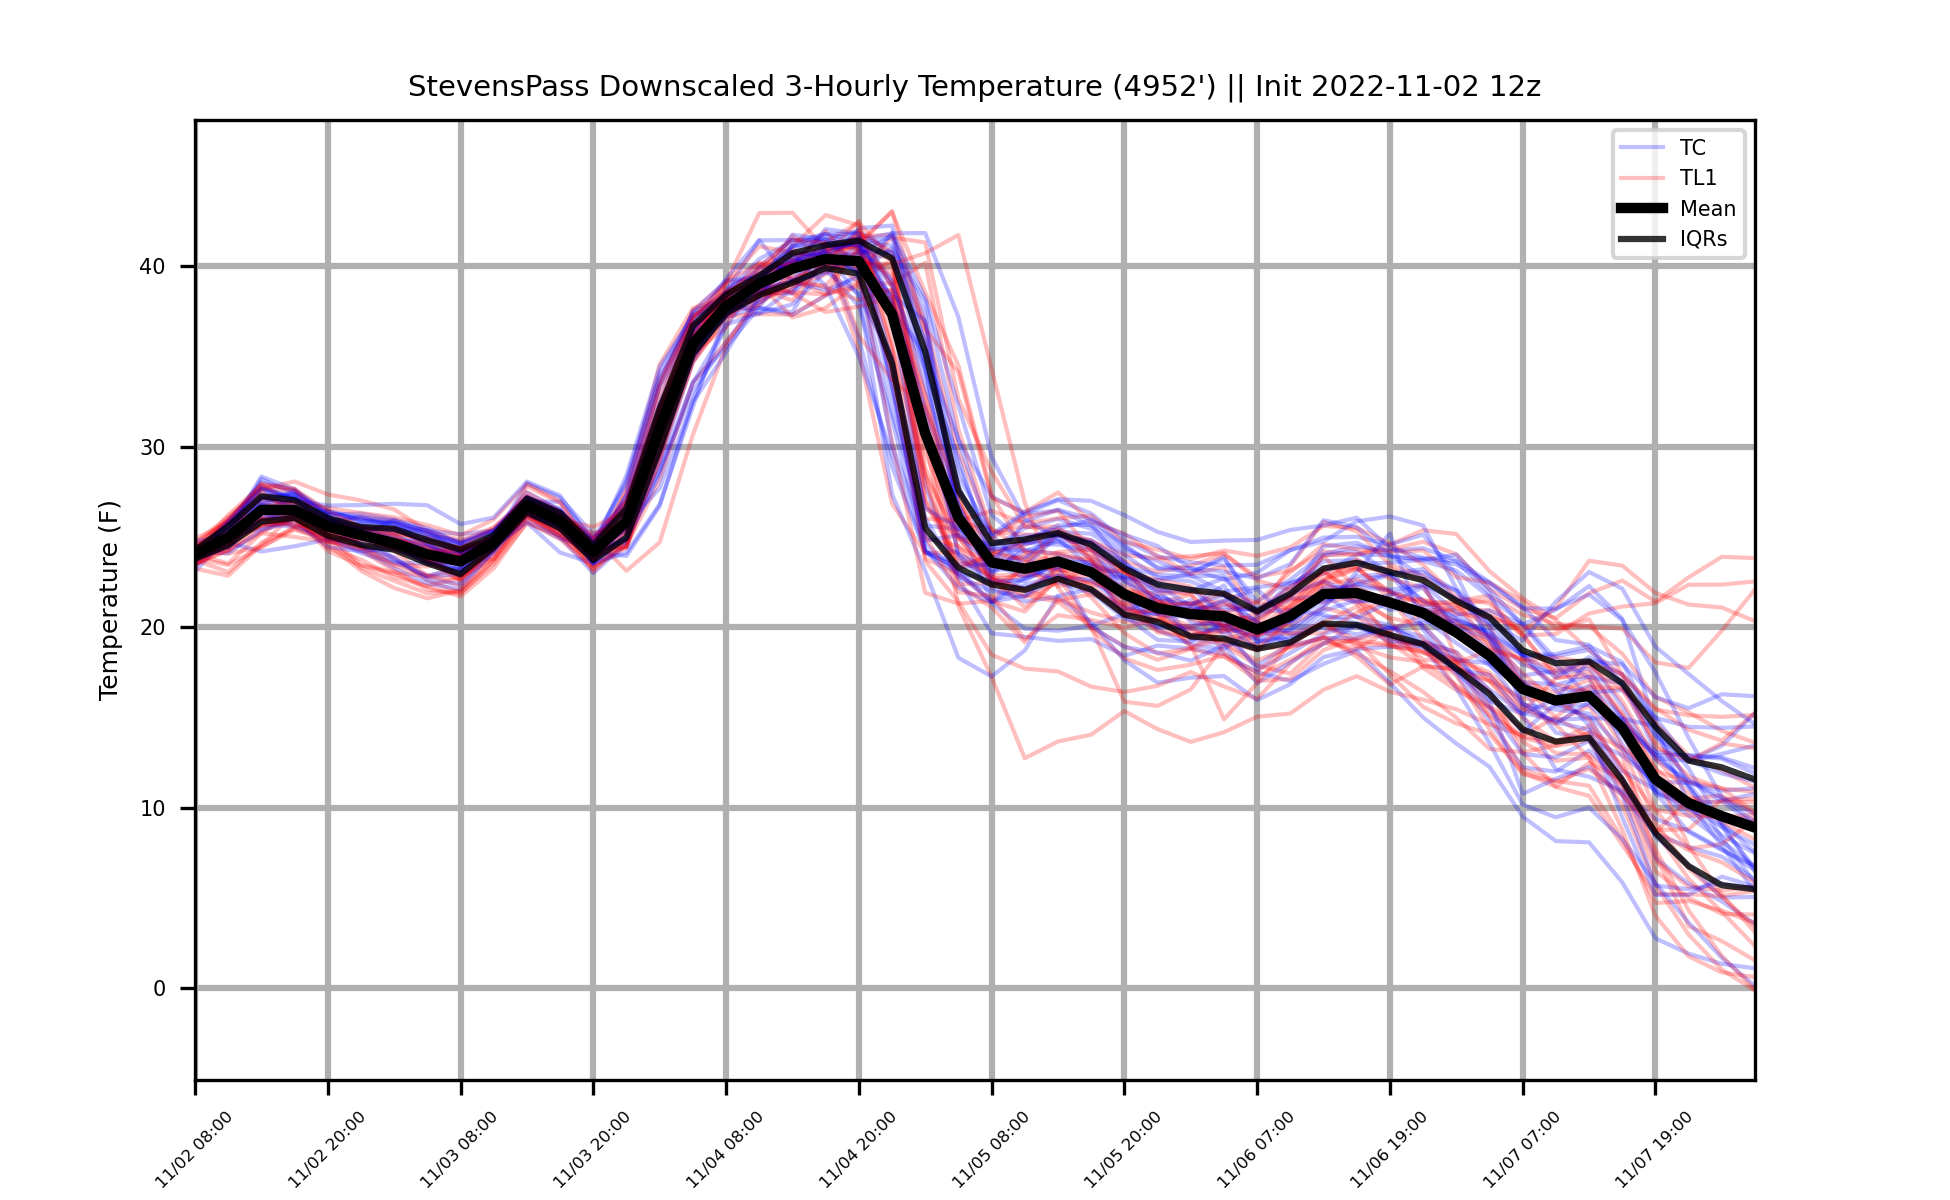 StevensPass Downscaled 3-Hourly Temperature (4952') || Init 2022-11-02 12z
TC
TL1
Mean
IQRs
Temperature (F)
40
30
20
10
0
11/02 08:00
11/02 20:00
11/03 08:00
11/03 20:00
11/04 08:00
11/04 20:00
11/05 08:00
11/05 20:00
11/06 07:00
11/06 19:00
11/07 07:00
11/07 19:00